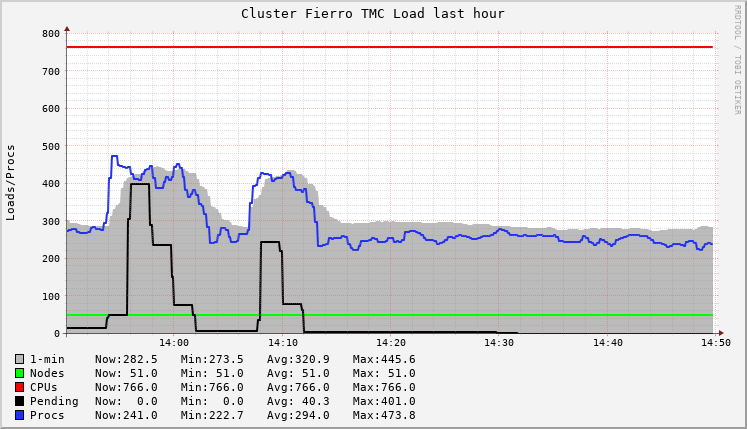 Cluster Fierro TMC Load last hour
RRDTOOL / TOBI OETIKER
Loads/Procs
800
700
600
500
400
300
200
100
0
14:00 14:10 14:20 14:30 14:40 14:50
1-min Now:282.5 Min:273.5 Avg:320.9 Max:445.6
Nodes Now: 51.0 Min: 51.0 Avg: 51.0 Max: 51.0
CPUs Now:766.0 Min:766.0 Avg:766.0 Max:766.0
Pending Now: 0.0 Min: 0.0 Avg: 40.3 Max:401.0
Procs Now:241.0 Min:222.7 Avg:294.0 Max:473.8